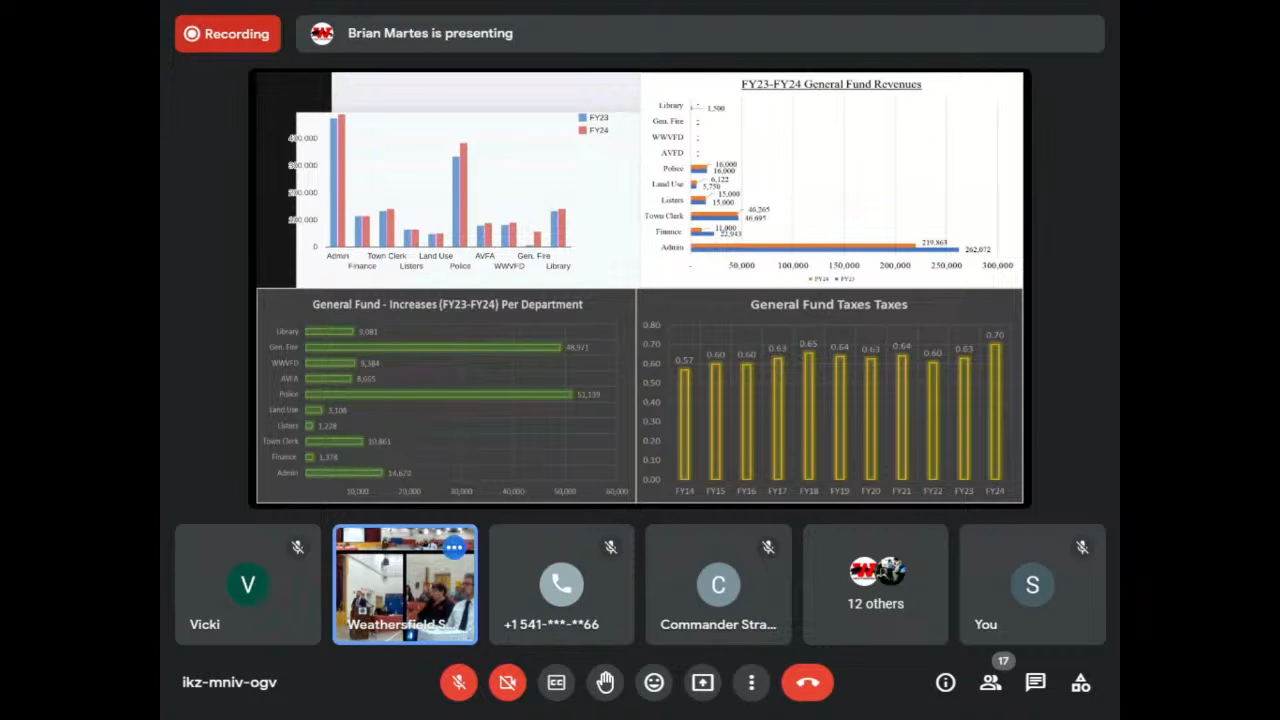 Recording
Brian Martes is presenting
FY23
FY24
400,000
300,000
200,000
100,000
0
Admin Town Clerk Land Use AVFA Gen. Fire
Finance Listers Police WWVFD Library
FY23-FY24 General Fund Revenues
Library - 1,500
Gen. Fire -
WWVFD -
AVFD -
Police 16,000
16,000
Land Use 6,122
5,750
Listers 15,000
15,000
Town Clerk 46,265
46,695
Finance 11,000
22,943
Admin 219,863
262,072
- 50,000 100,000 150,000 200,000 250,000 300,000
FY24 FY23
General Fund - Increases (FY23-FY24) Per Department
Library 9,081
Gen. Fire 48,971
WWVFD 9,384
AVFA 8,665
Police 51,139
Land Use 3,106
Listers 1,228
Town Clerk 10,861
Finance 1,378
Admin 14,670
10,000 20,000 30,000 40,000 50,000 60,000
General Fund Taxes Taxes
0.80
0.70
0.60
0.50
0.40
0.30
0.20
0.10
0.00
0.57 0.60 0.60 0.63 0.65 0.64 0.63 0.64 0.60 0.63 0.70
FY14 FY15 FY16 FY17 FY18 FY19 FY20 FY21 FY22 FY23 FY24
V
Vicki
Weathersfield S...
+1 541-***-**66
C
Commander Stra...
12 others
S
You
ikz-mniv-ogv
CC
17